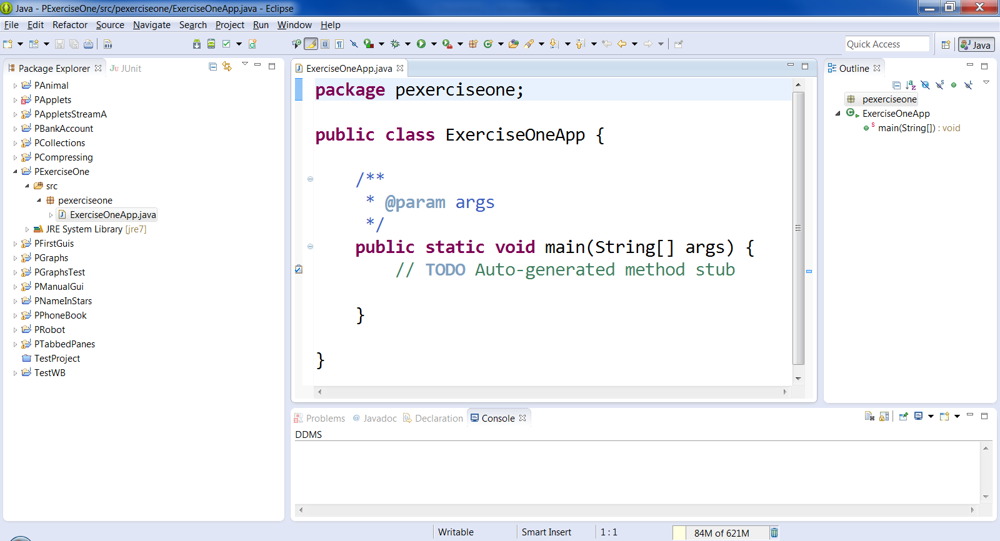 Java - PExerciseOne/src/pexerciseone/ExerciseOneApp.java - Eclipse
File Edit Refactor Source Navigate Search Project Run Window Help
Quick Access
Java
Package Explorer
JUnit
PAnimal
PApplets
PAppletsStreamA
PBankAccount
PCollections
PCompressing
PExerciseOne
src
pexerciseone
ExerciseOneApp.java
JRE System Library [jre7]
PFirstGuis
PGraphs
PGraphsTest
PManualGui
PNameInStars
PPhoneBook
PRobot
PTabbedPanes
TestProject
TestWB
ExerciseOneApp.java
package pexerciseone;
public class ExerciseOneApp {
/**
* @param args
*/
public static void main(String[] args) {
// TODO Auto-generated method stub
}
}
Outline
pexerciseone
ExerciseOneApp
main(String[]) : void
Problems @ Javadoc Declaration Console
DDMS
Writable Smart Insert 1 : 1 84M of 621M